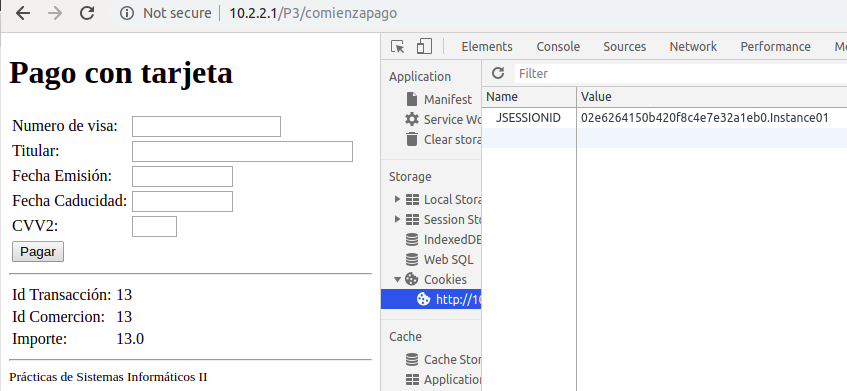 Not secure | 10.2.2.1/P3/comienzapago
Pago con tarjeta
Numero de visa:
Titular:
Fecha Emisión:
Fecha Caducidad:
CVV2:
Pagar
Id Transacción: 13
Id Comercion: 13
Importe: 13.0
Prácticas de Sistemas Informáticos II
Elements Console Sources Network Performance Me
Application
Manifest
Service Wo
Clear stora
Storage
Local Stora
Session Sto
IndexedDB
Web SQL
Cookies
http://10
Cache
Cache Stor
Application
Filter
Name Value
JSESSIONID 02e6264150b420f8c4e7e32a1eb0.Instance01